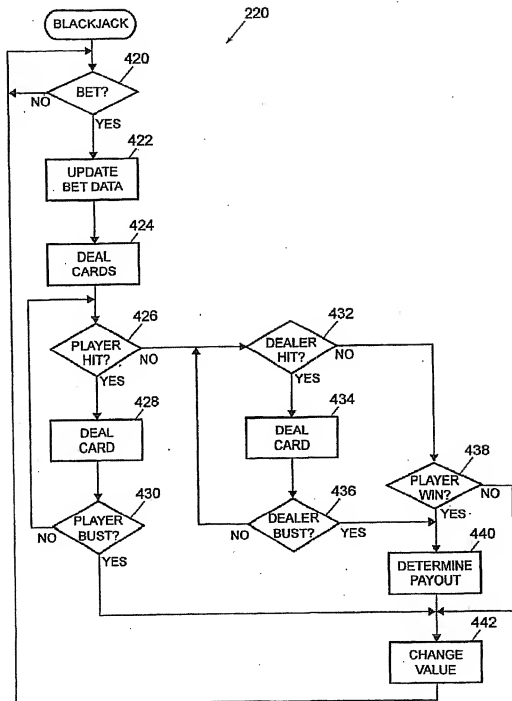 BLACKJACK
220
420
BET?
NO
YES
422
UPDATE
BET DATA
424
DEAL
CARDS
426
PLAYER
HIT?
NO
YES
432
DEALER
HIT?
NO
YES
428
DEAL
CARD
434
DEAL
CARD
430
PLAYER
BUST?
NO
YES
436
DEALER
BUST?
NO
YES
438
PLAYER
WIN?
NO
YES
440
DETERMINE
PAYOUT
442
CHANGE
VALUE